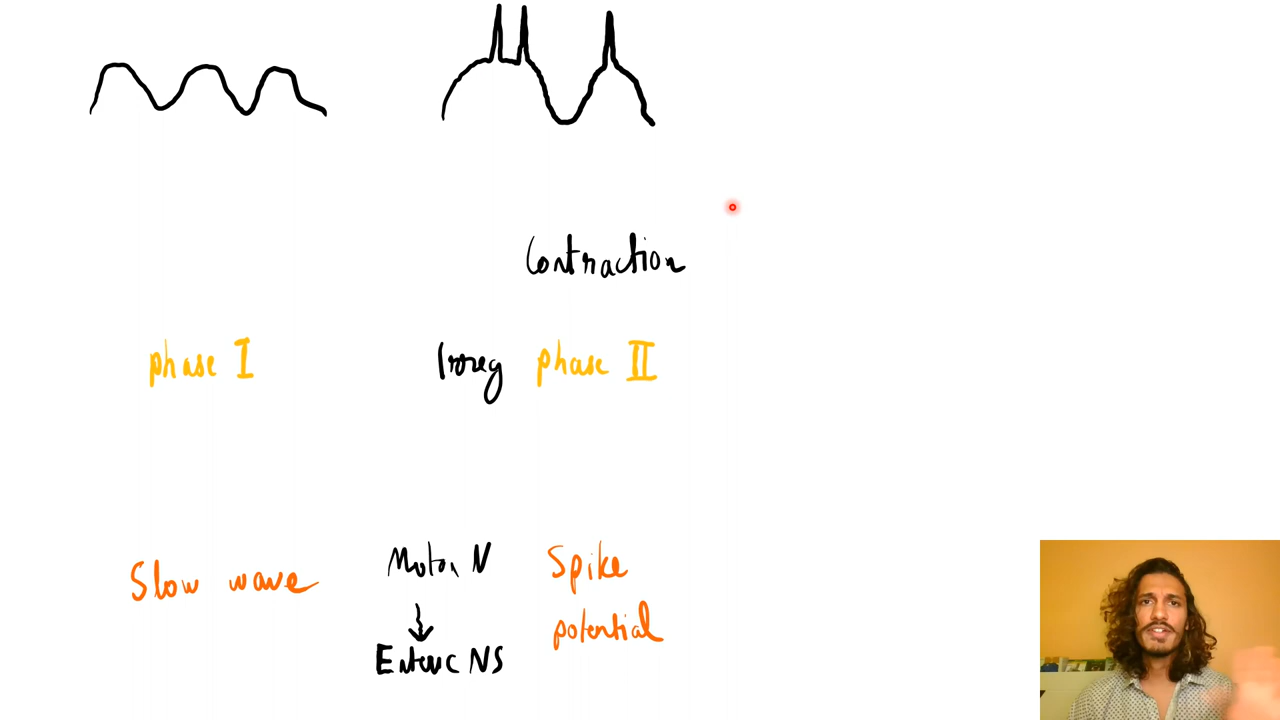 Contraction
phase I
Irreg phase II
Slow wave
Motor N
Spike
potential
Enteric NS